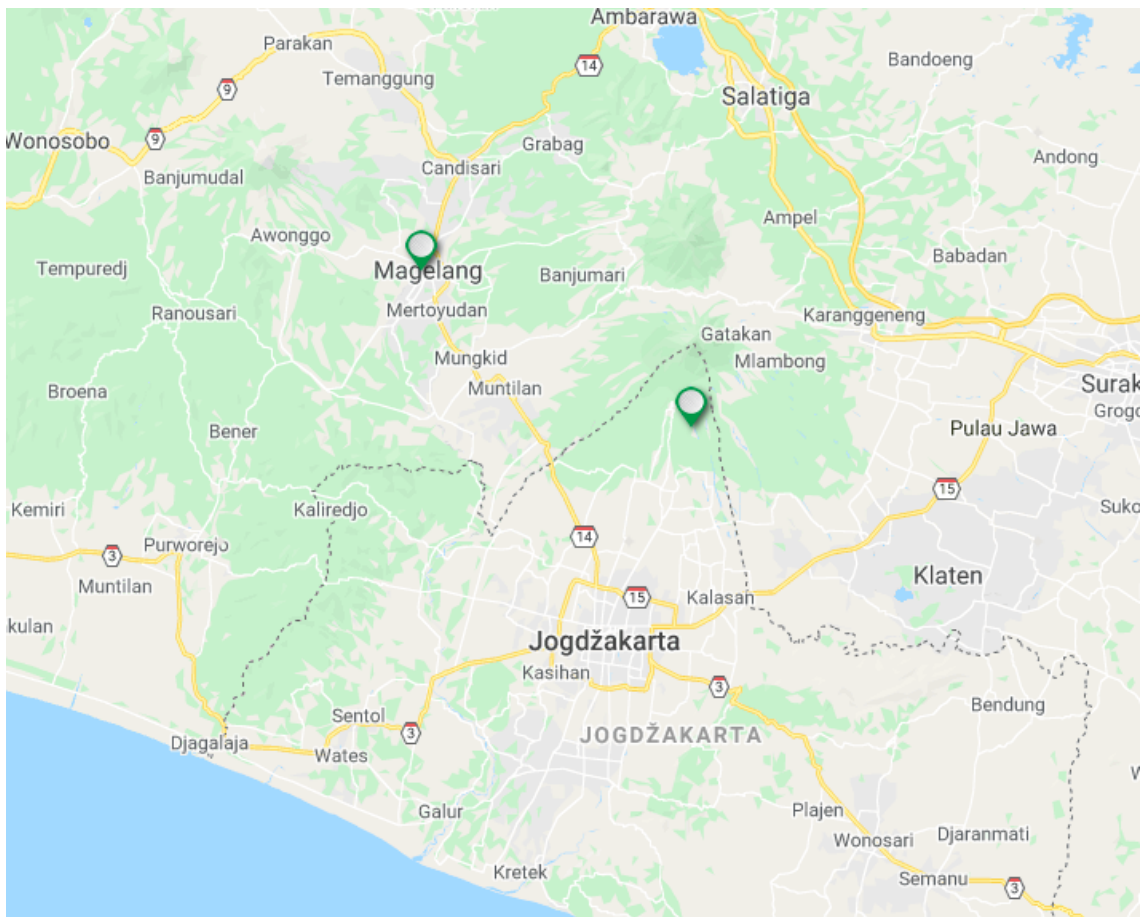 Ambarawa
Parakan
14
Bandoeng
Temanggung
9
Salatiga
9
Wonosobo
Grabag
Andong
Candisari
Banjumudal
Ampel
Awonggo
Babadan
Tempuredj
Magelang
Banjumari
Ranousari
Mertoyudan
Karanggeneng
Gatakan
Mungkid
Mlambong
Muntilan
Surak
Broena
Grogo
Bener
Pulau Jawa
15
Kemiri
Kaliredjo
Suko
14
Purworejo
3
Klaten
Muntilan
15
Kalasan
kulan
Jogdžakarta
Kasihan
3
Bendung
Sentol
3
JOGDŽAKARTA
Djagalaja
Wates
W
Galur
Plajen
Wonosari
Djaranmati
Kretek
Semanu
3